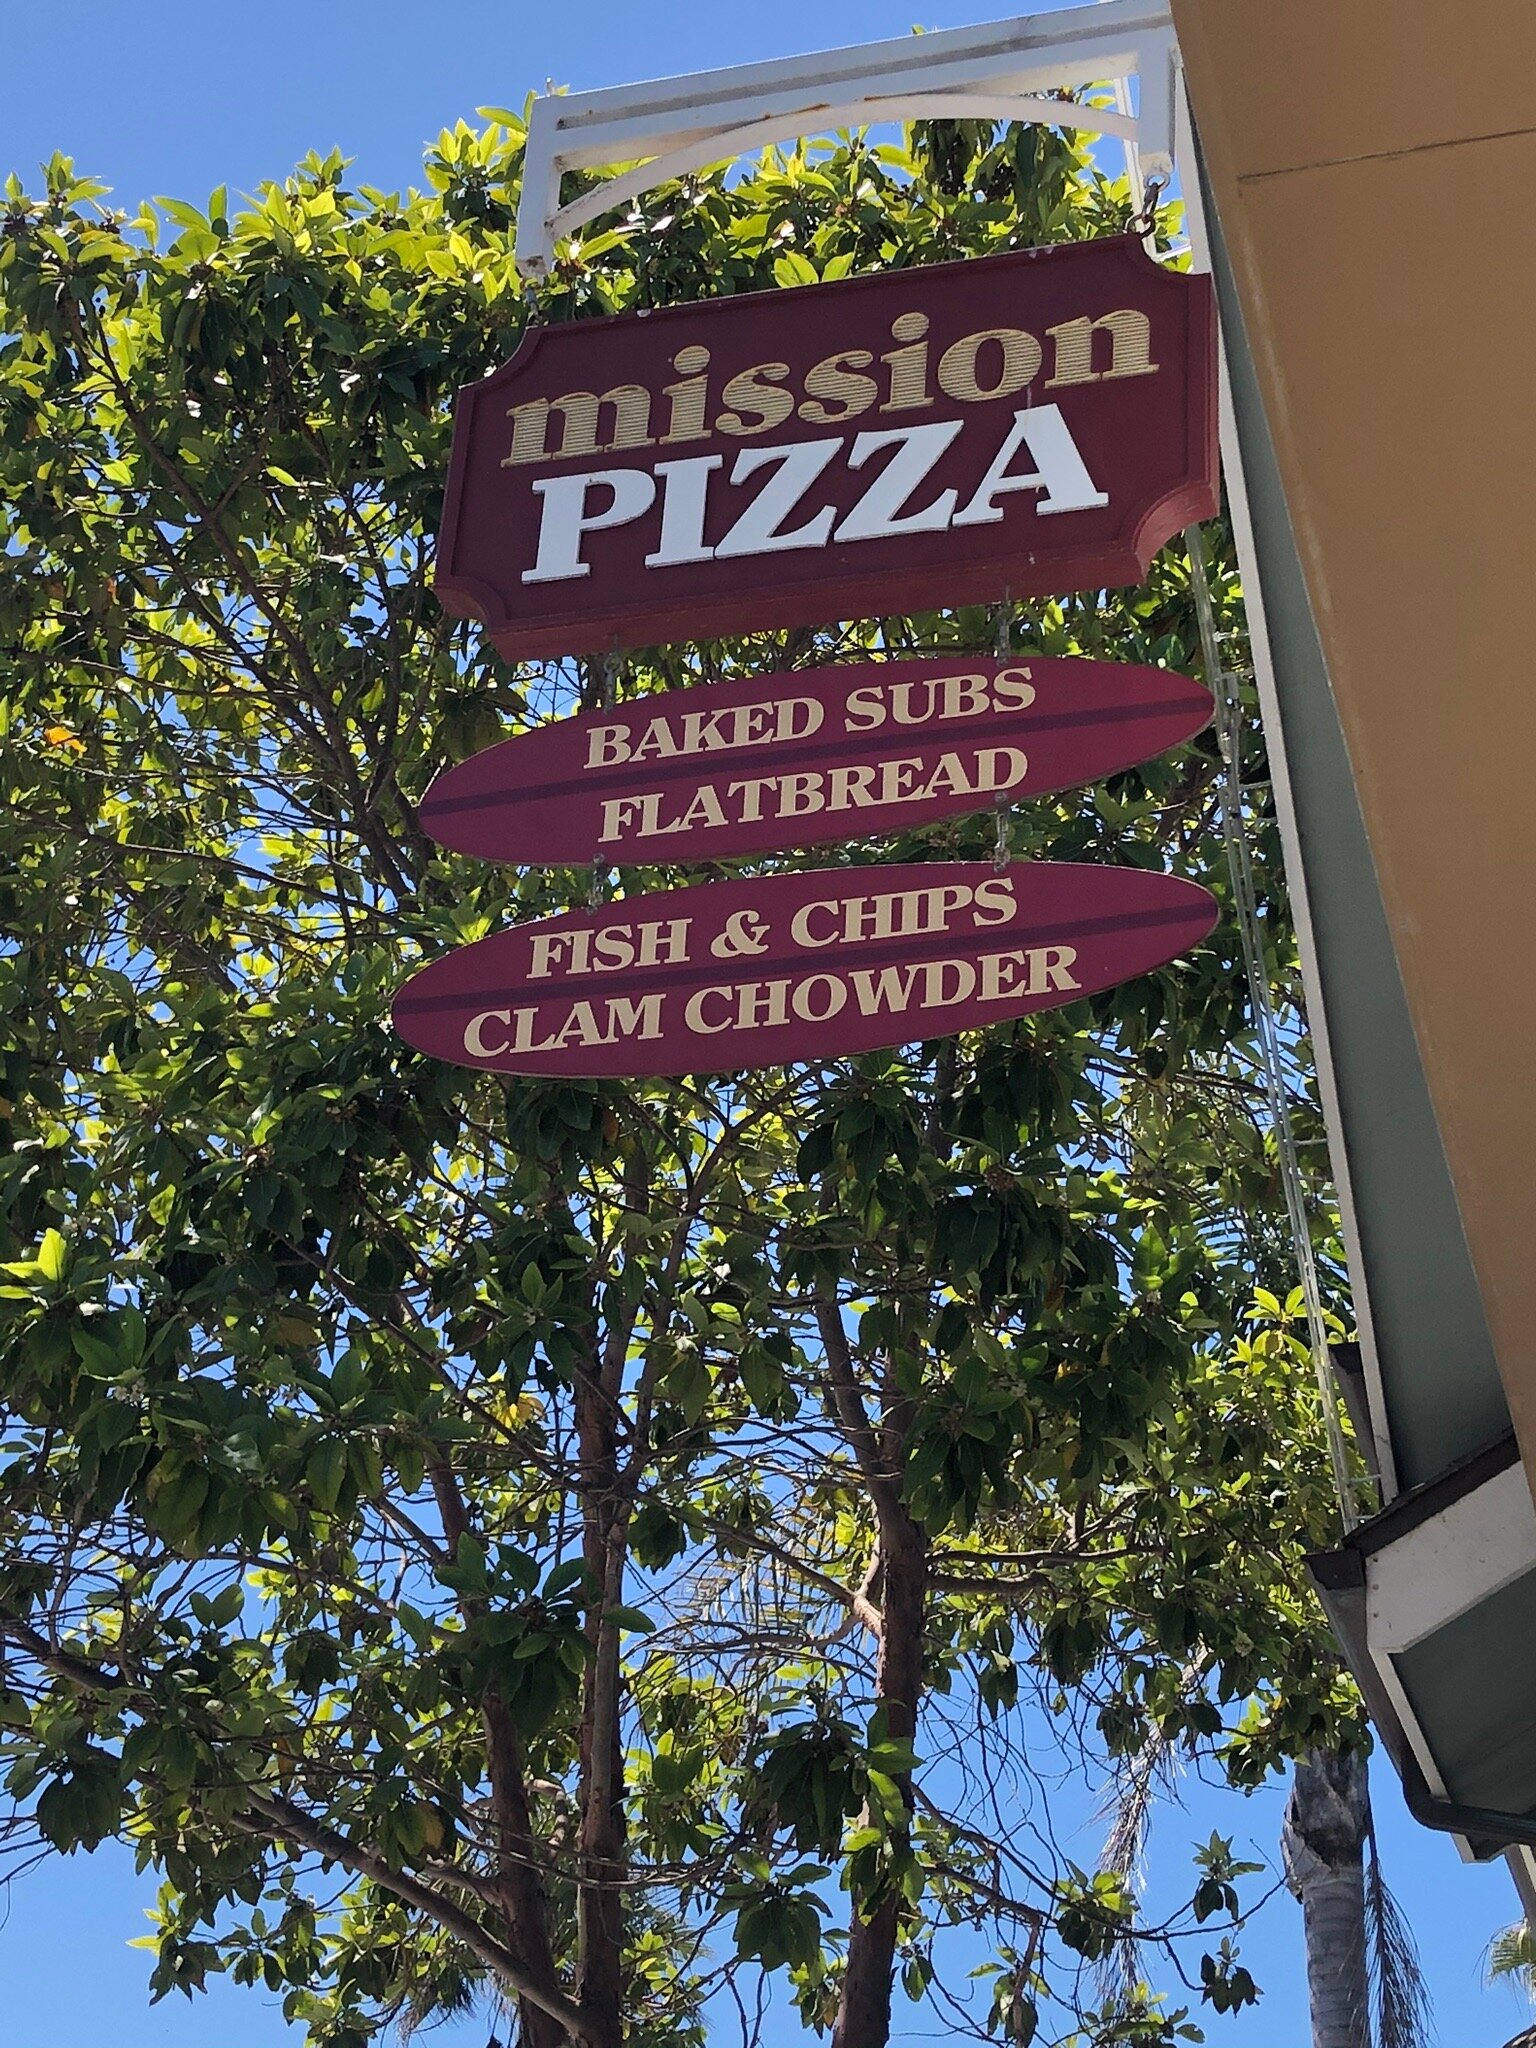 mission
PIZZA
BAKED SUBS
FLATBREAD
FISH & CHIPS
CLAM CHOWDER